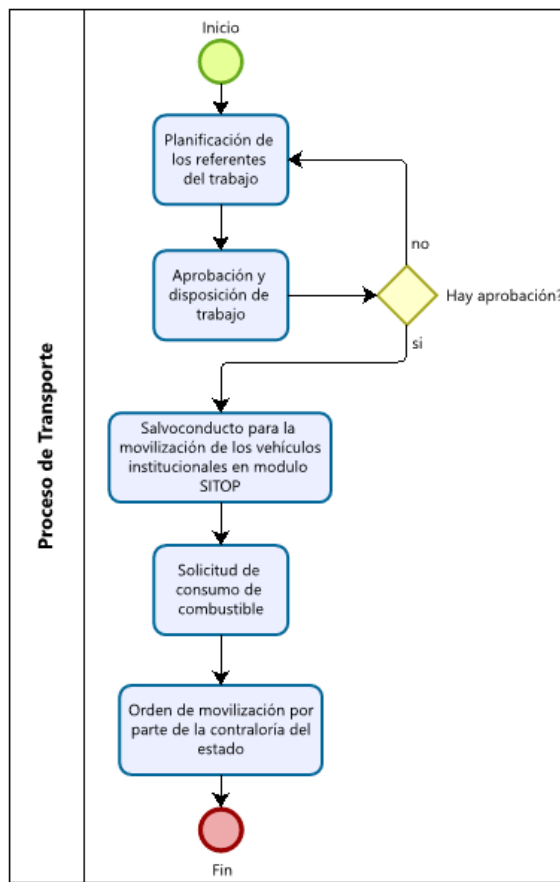 Proceso de Transporte
Inicio
Planificación de
los referentes
del trabajo
no
Aprobación y
disposición de
trabajo
Hay aprobación?
si
Salvoconducto para la
movilización de los vehículos
institucionales en modulo
SITOP
Solicitud de
consumo de
combustible
Orden de movilización por
parte de la contraloría del
estado
Fin